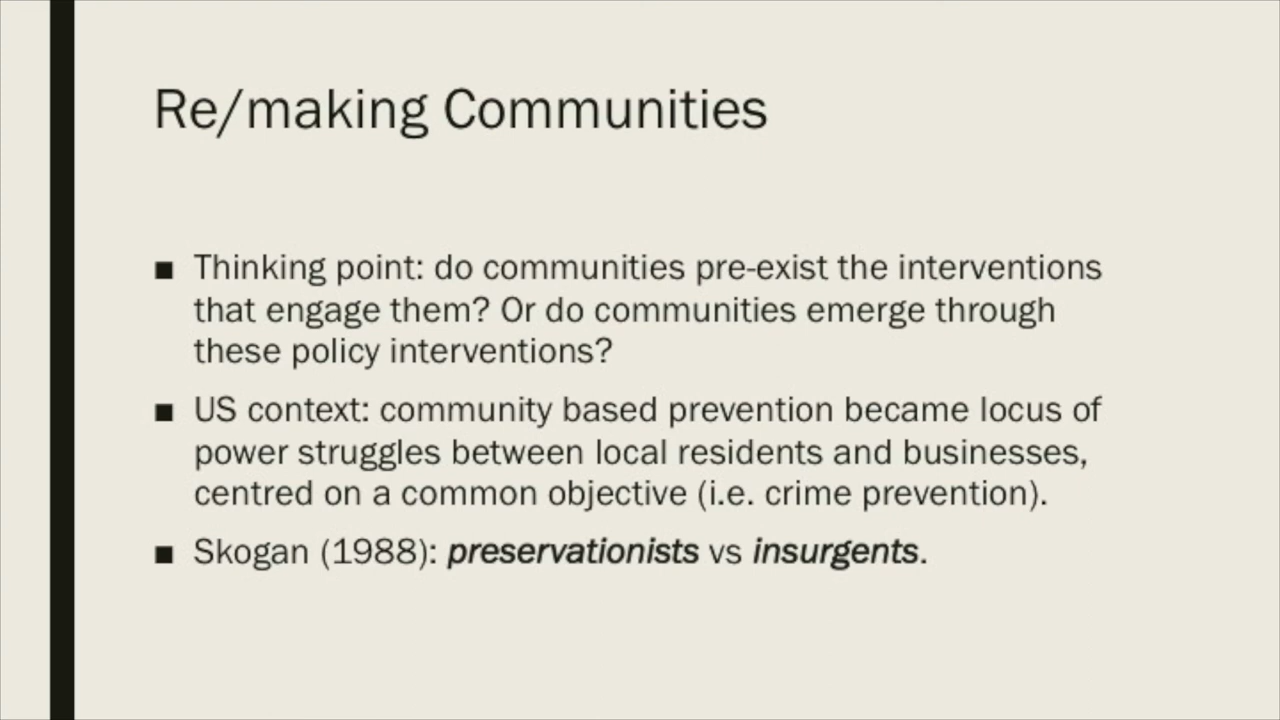 Re/making Communities
■ Thinking point: do communities pre-exist the interventions
that engage them? Or do communities emerge through
these policy interventions?
■ US context: community based prevention became locus of
power struggles between local residents and businesses,
centred on a common objective (i.e. crime prevention).
■ Skogan (1988): preservationists vs insurgents.